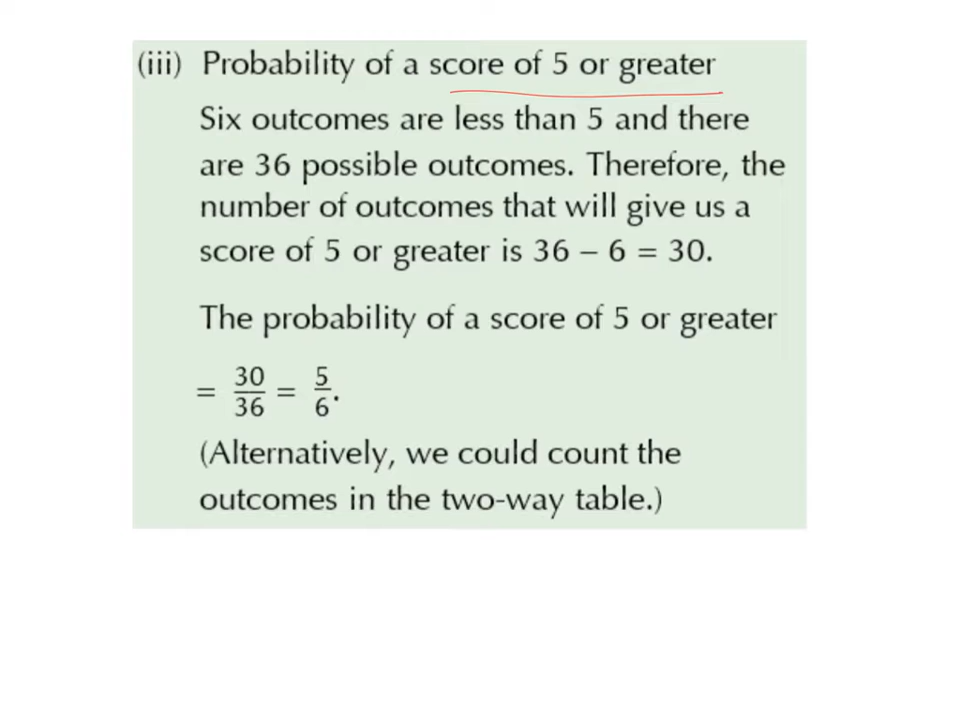 (iii) Probability of a score of 5 or greater
Six outcomes are less than 5 and there
are 36 possible outcomes. Therefore, the
number of outcomes that will give us a
score of 5 or greater is 36 – 6 = 30.
The probability of a score of 5 or greater
= 30/36 = 5/6.
(Alternatively, we could count the
outcomes in the two-way table.)